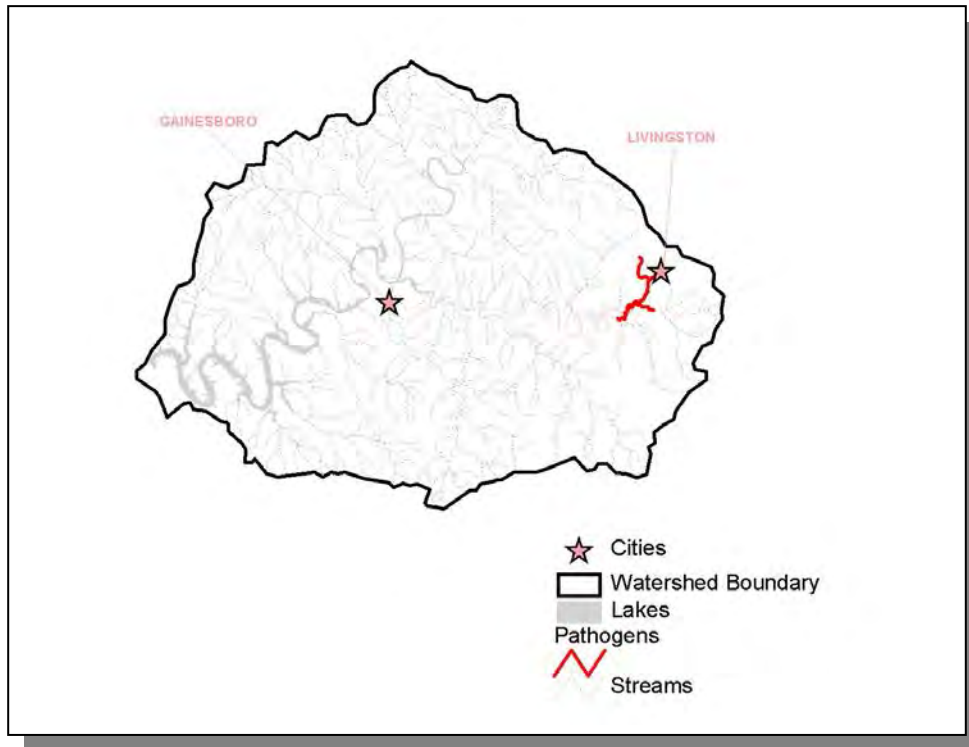 GAINESBORO
LIVINGSTON
Cities
Watershed Boundary
Lakes
Pathogens
Streams